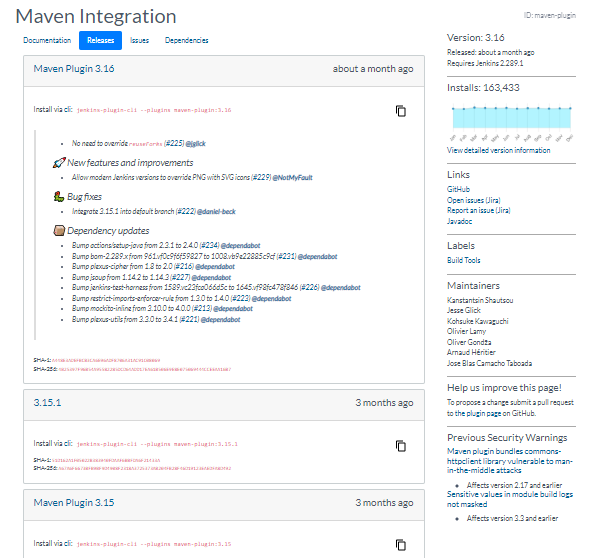 Maven Integration
ID: maven-plugin
Documentation
Releases
Issues
Dependencies
Maven Plugin 3.16
about a month ago
Install via cli: jenkins-plugin-cli --plugins maven-plugin:3.16
No need to override reuseForks (#225) @jglick
🚀 New features and improvements
Allow modern Jenkins versions to override PNG with SVG icons (#229) @NotMyFault
🐛 Bug fixes
Integrate 3.15.1 into default branch (#222) @daniel-beck
📦 Dependency updates
Bump actions/setup-java from 2.3.1 to 2.4.0 (#234) @dependabot
Bump bom-2.289.x from 961.vf0c9f6f59827 to 1008.vb9e22885c9cf (#231) @dependabot
Bump plexus-cipher from 1.8 to 2.0 (#216) @dependabot
Bump jsoup from 1.14.2 to 1.14.3 (#227) @dependabot
Bump jenkins-test-harness from 1589.vc23fca066d5c to 1645.vf98fc478f846 (#226) @dependabot
Bump restrict-imports-enforcer-rule from 1.3.0 to 1.4.0 (#223) @dependabot
Bump mockito-inline from 3.10.0 to 4.0.0 (#213) @dependabot
Bump plexus-utils from 3.3.0 to 3.4.1 (#221) @dependabot
SHA-1:
SHA-256:
3.15.1
3 months ago
Install via cli: jenkins-plugin-cli --plugins maven-plugin:3.15.1
SHA-1:
SHA-256:
Maven Plugin 3.15
3 months ago
Install via cli: jenkins-plugin-cli --plugins maven-plugin:3.15
Version: 3.16
Released: about a month ago
Requires Jenkins 2.289.1
Installs: 163,433
Jan
Feb
Mar
Apr
May
Jun
Jul
Aug
Sep
Oct
Nov
Dec
View detailed version information
Links
GitHub
Open issues (Jira)
Report an issue (Jira)
Javadoc
Labels
Build Tools
Maintainers
Kanstantsin Shautsou
Jesse Glick
Kohsuke Kawaguchi
Olivier Lamy
Oliver Gondža
Arnaud Héritier
Jose Blas Camacho Taboada
Help us improve this page!
To propose a change submit a pull request
to the plugin page on GitHub.
Previous Security Warnings
Maven plugin bundles commons-
httpclient library vulnerable to man-
in-the-middle attacks
Affects version 2.17 and earlier
Sensitive values in module build logs
not masked
Affects version 3.3 and earlier